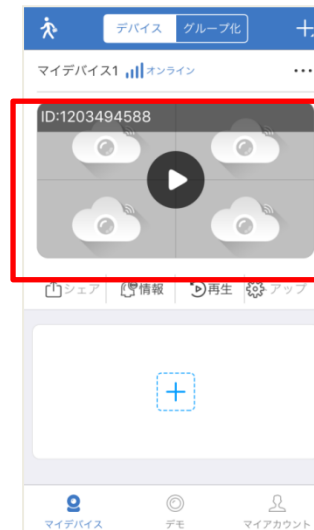 デバイス グループ化
マイデバイス1 オンライン
ID:1203494588
シェア 情報 再生 アップ
マイデバイス デモ マイアカウント